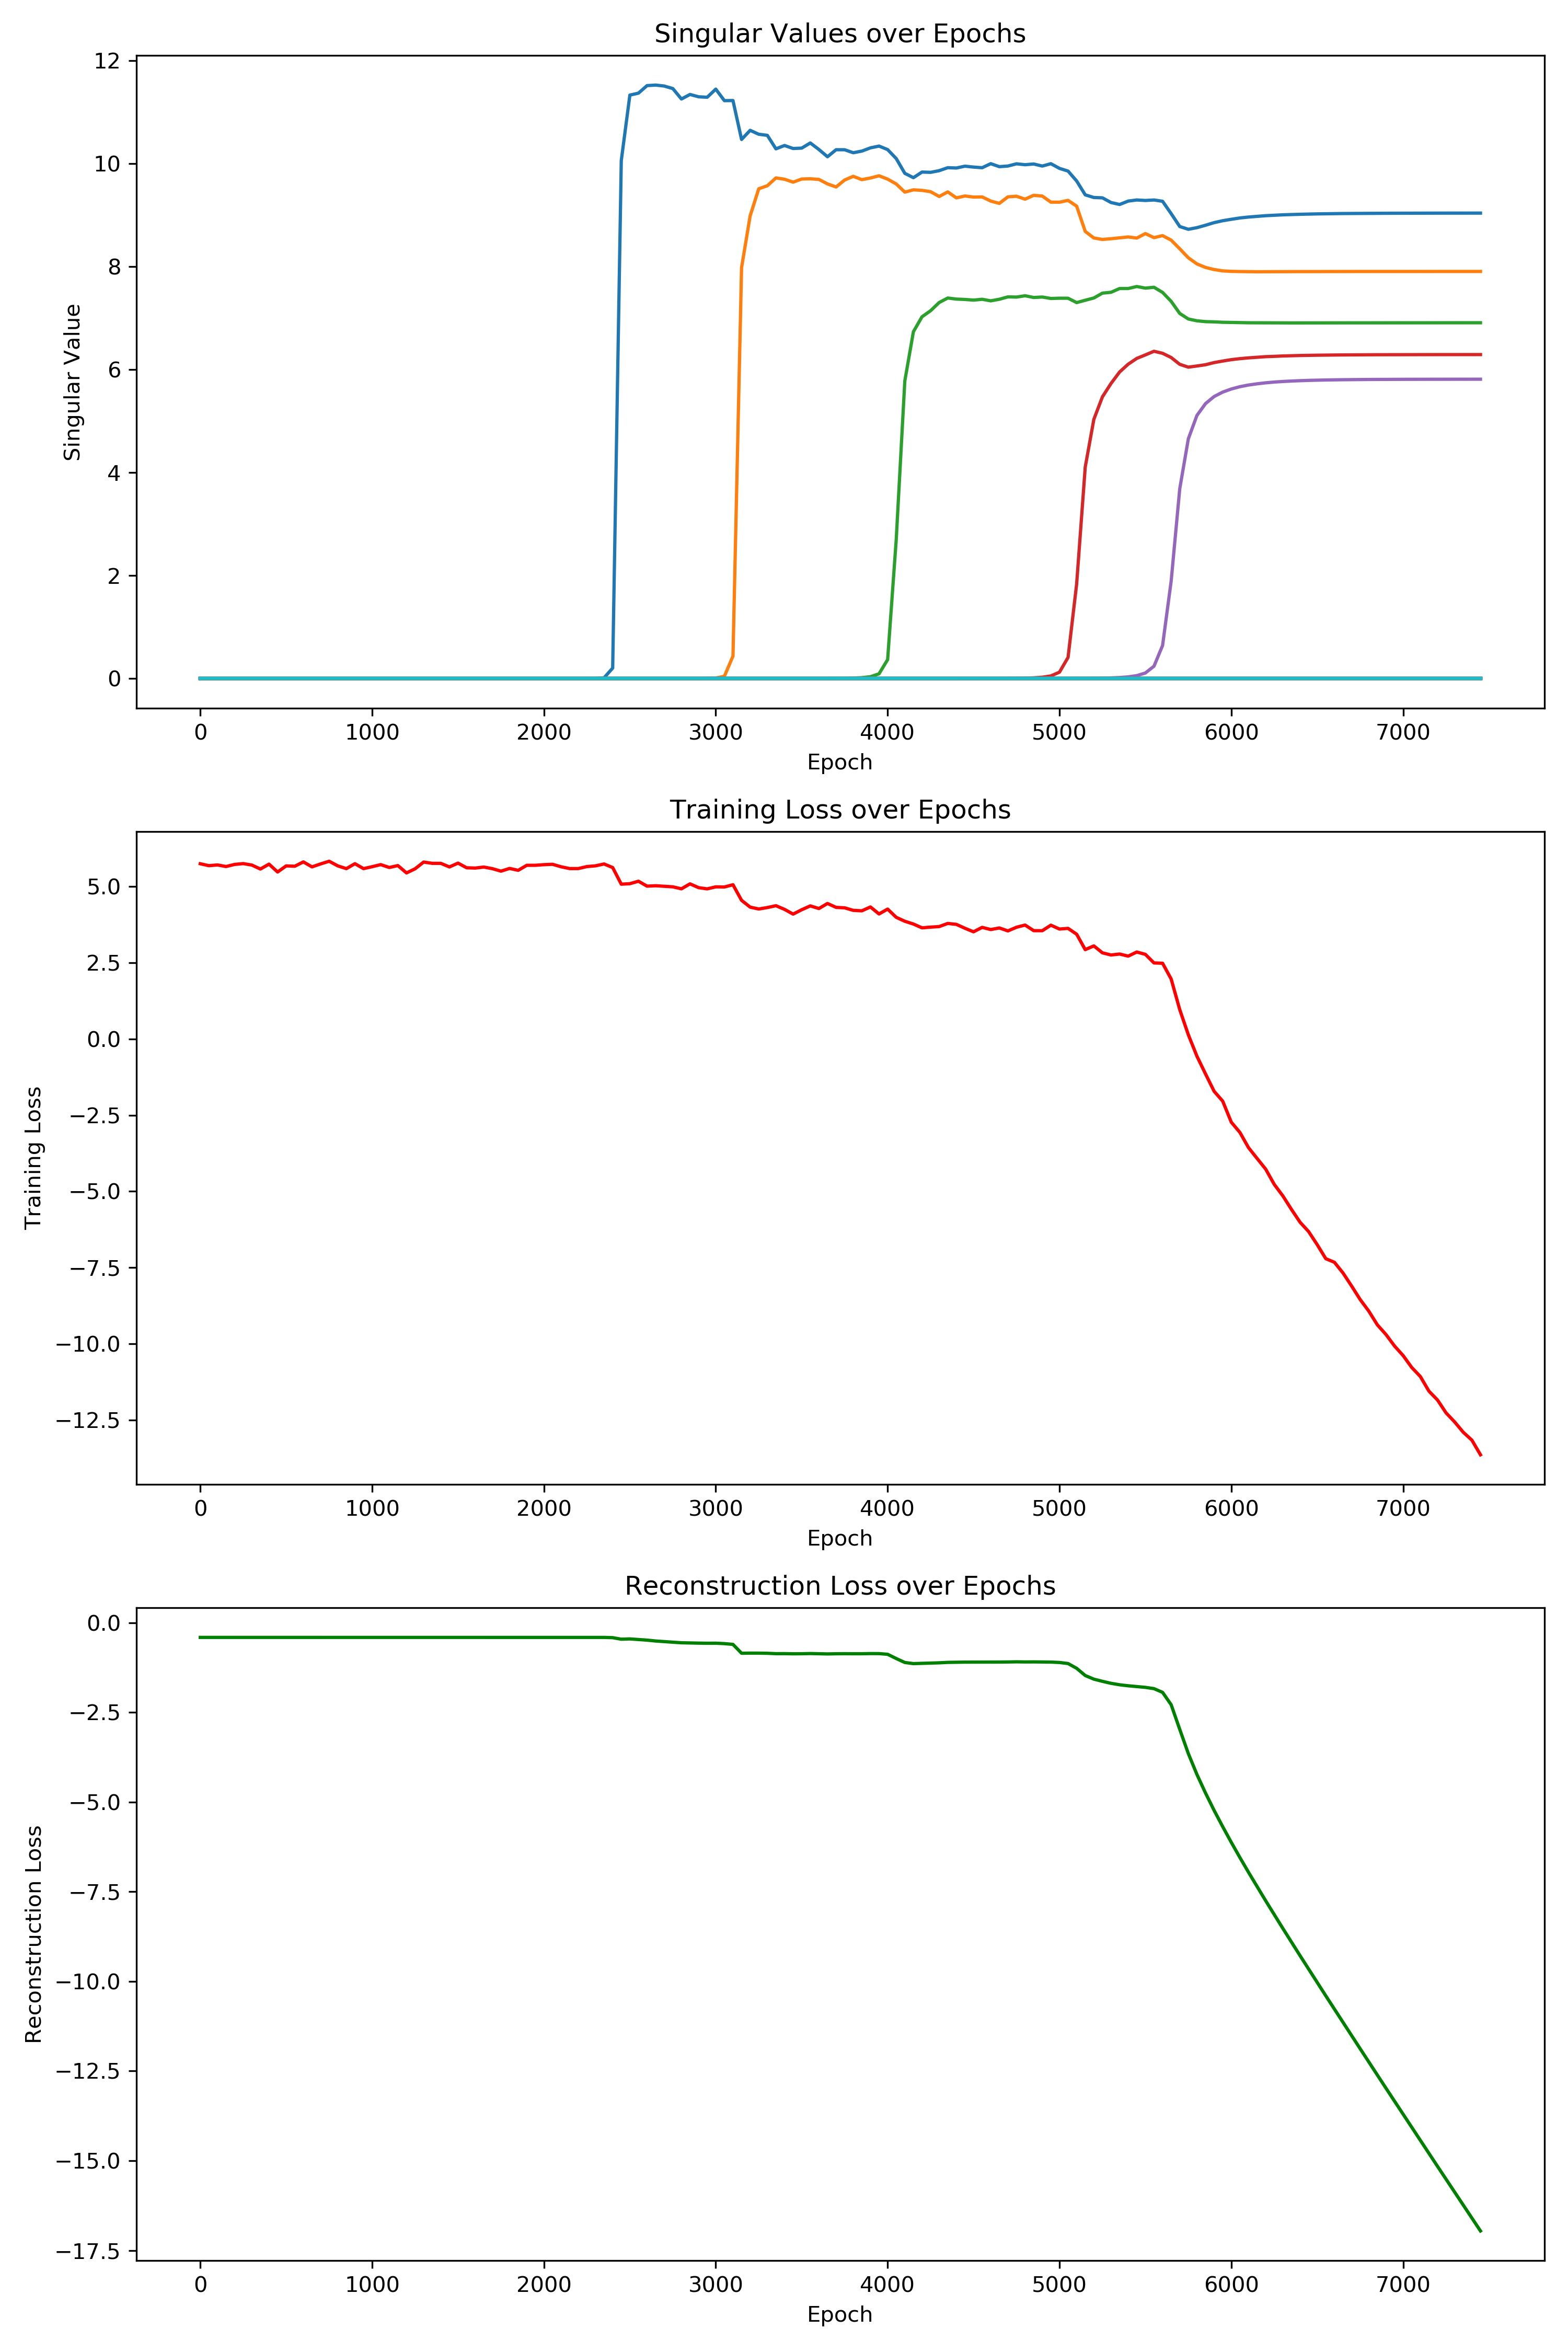 Singular Values over Epochs
12
10
8
6
4
2
0
Singular Value
0 1000 2000 3000 4000 5000 6000 7000
Epoch
Training Loss over Epochs
5.0
2.5
0.0
−2.5
−5.0
−7.5
−10.0
−12.5
Training Loss
0 1000 2000 3000 4000 5000 6000 7000
Epoch
Reconstruction Loss over Epochs
0.0
−2.5
−5.0
−7.5
−10.0
−12.5
−15.0
−17.5
Reconstruction Loss
0 1000 2000 3000 4000 5000 6000 7000
Epoch